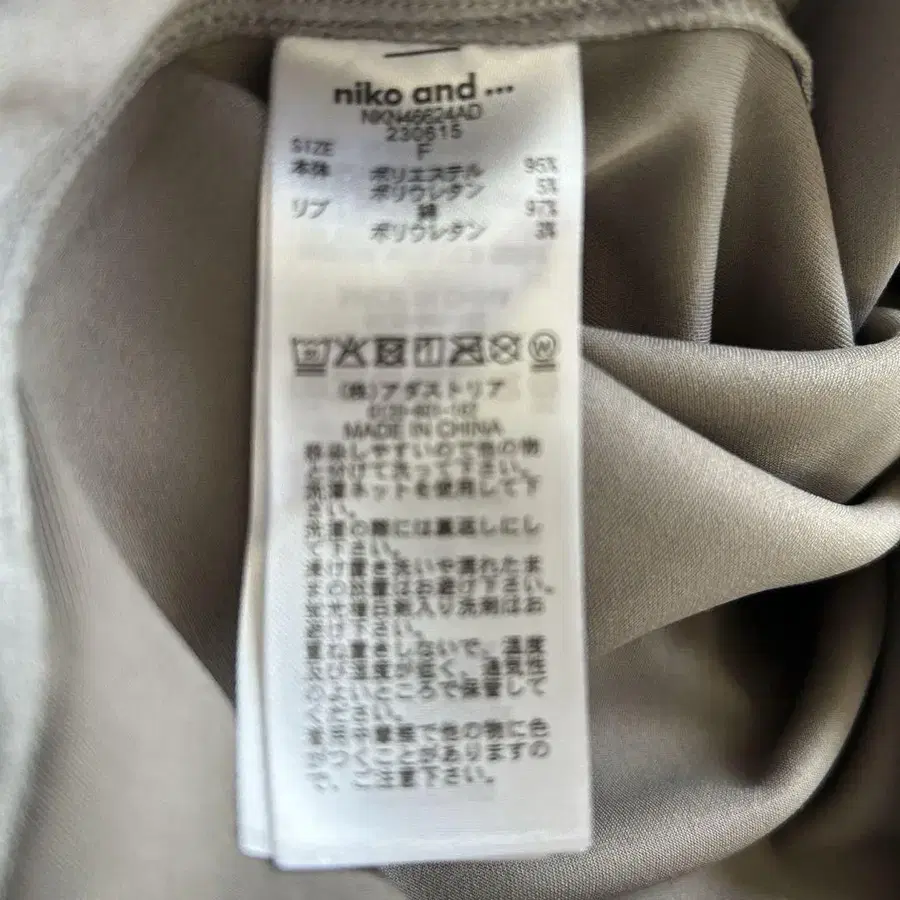 niko and ...
NKN46624AD
230615
SIZE F
本体 ポリエステル 95%
ポリウレタン 5%
リブ 綿 97%
ポリウレタン 3%
W
(株)アダストリア
MADE IN CHINA
移染しやすいので他の物
と分けて洗って下さい。
洗濯ネットを使用して下
さい。
洗濯の際には裏返しにし
て下さい。
浸け置き洗いや濡れたま
まの放置はお避け下さい。
蛍光増白剤入り洗剤はお
避け下さい。
重ね置きしないで、温度
及び湿度が低く、通気性
のよいところで保管して
ください。
着用や摩擦で他の物に色
がつくことがありますの
で、ご注意下さい。